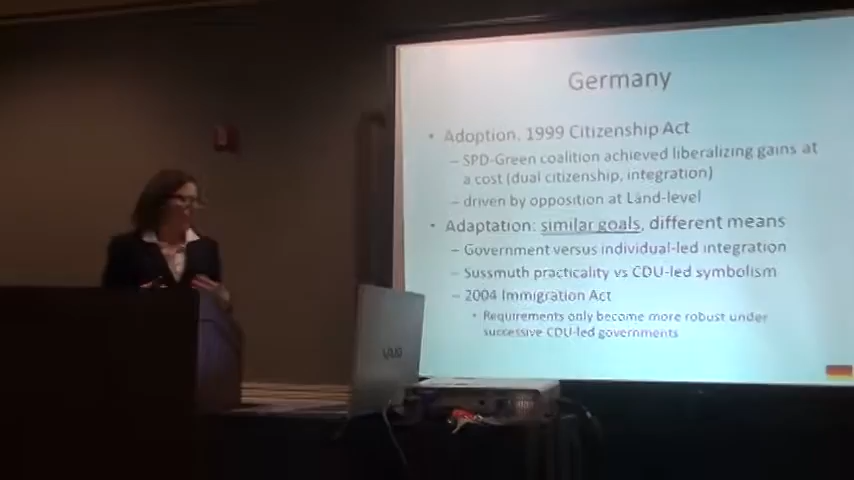 Germany
• Adoption, 1999 Citizenship Act
– SPD-Green coalition achieved liberalizing gains at
a cost (dual citizenship, integration)
– driven by opposition at Land-level
• Adaptation: similar goals, different means
– Government versus individual-led integration
– Sussmuth practicality vs CDU-led symbolism
– 2004 Immigration Act
• Requirements only become more robust under
successive CDU-led governments
VAIO